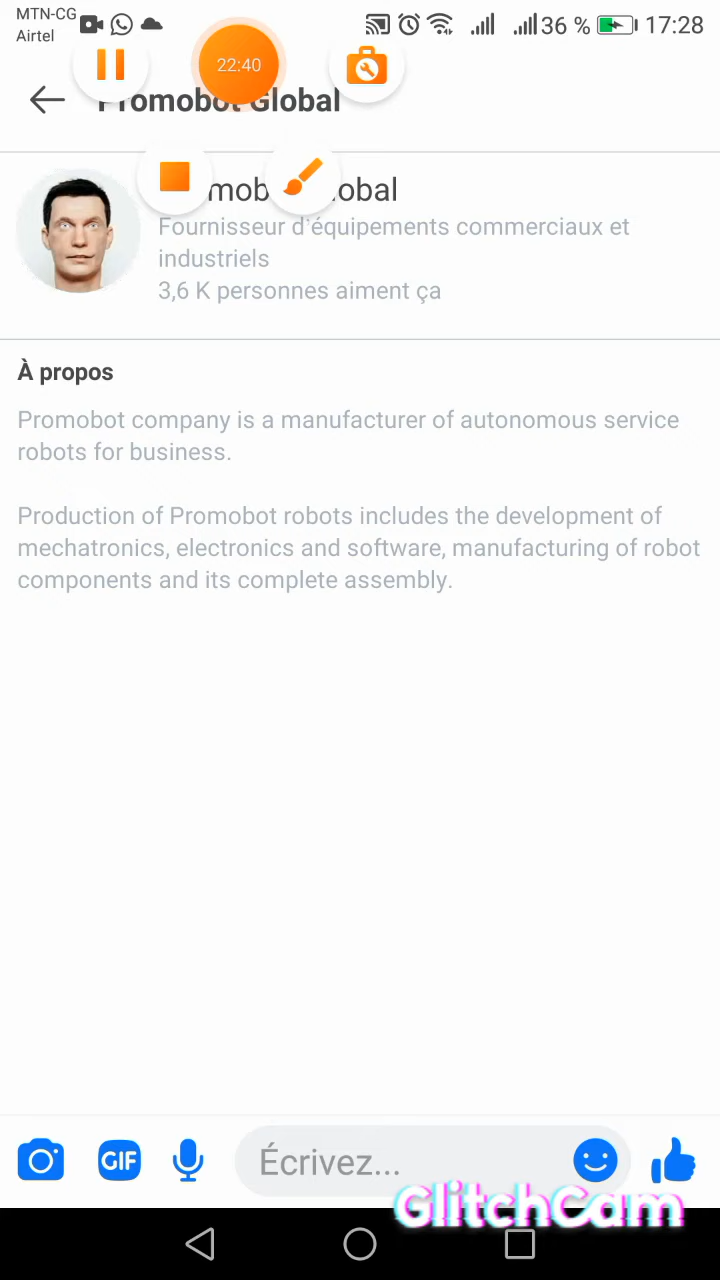 MTN-CG
Airtel
36 %
17:28
22:40
Global
Fournisseur d'équipements commerciaux et
industriels
3,6 K personnes aiment ça
À propos
Promobot company is a manufacturer of autonomous service
robots for business.
Production of Promobot robots includes the development of
mechatronics, electronics and software, manufacturing of robot
components and its complete assembly.
GIF
Écrivez...
GlitchCam